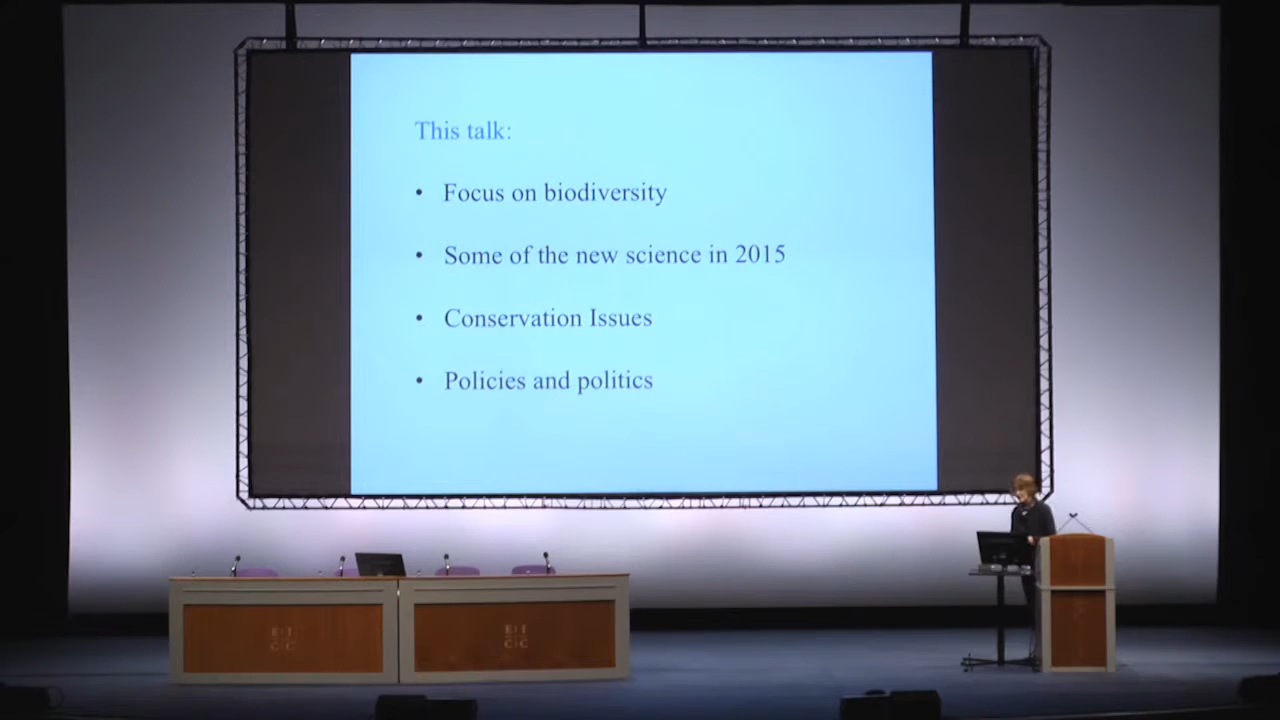 This talk:
• Focus on biodiversity
• Some of the new science in 2015
• Conservation Issues
• Policies and politics
E I
C C
E I
C C